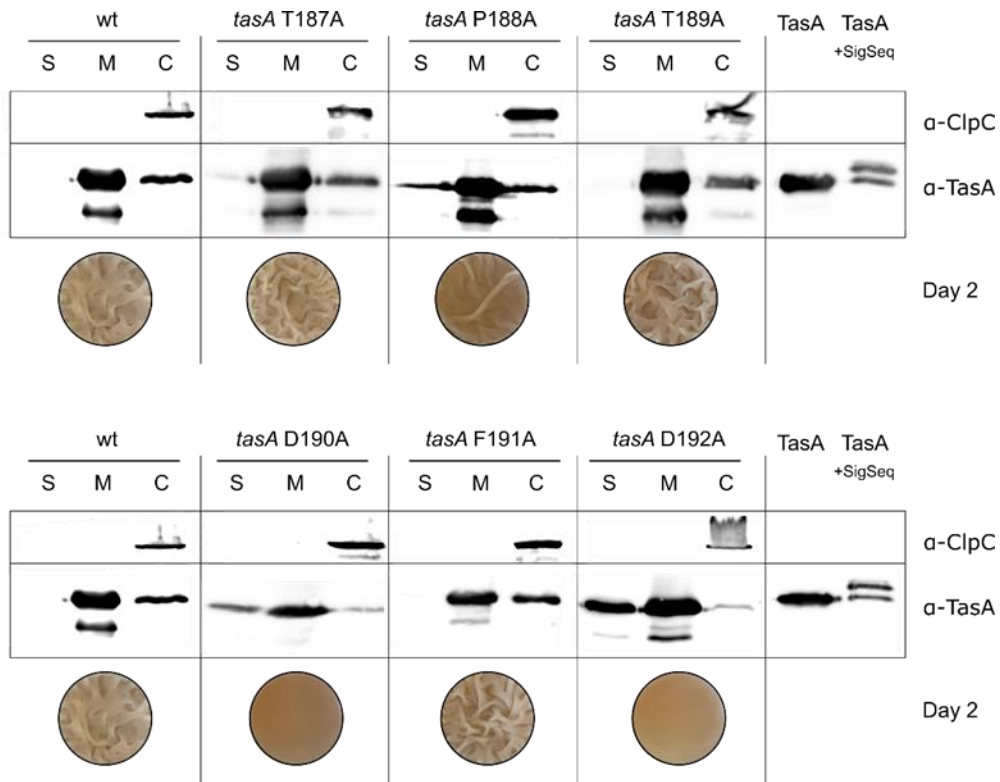 wt tasA T187A tasA P188A tasA T189A TasA TasA
+SigSeq
S M C S M C S M C S M C
α-ClpC
α-TasA
Day 2
wt tasA D190A tasA F191A tasA D192A TasA TasA
+SigSeq
S M C S M C S M C S M C
α-ClpC
α-TasA
Day 2